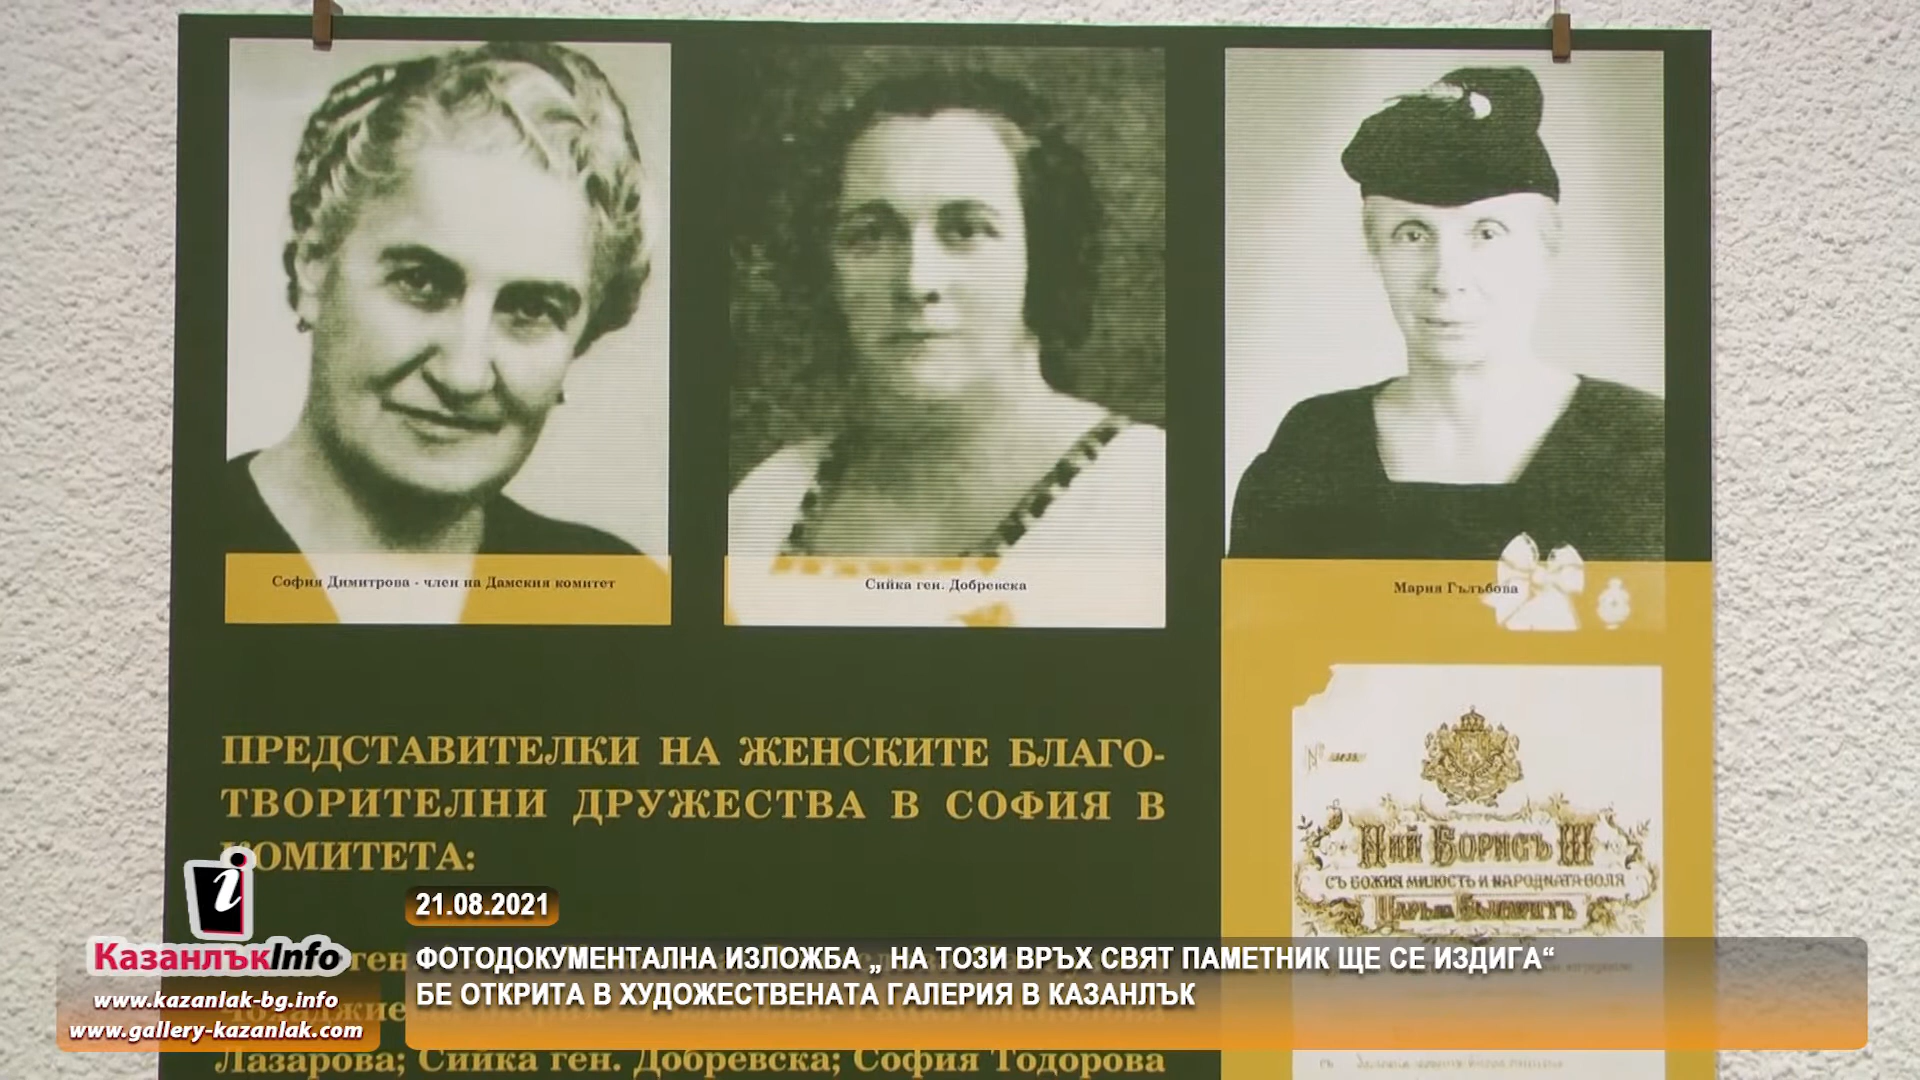 София Димитрова - член на Дамския комитет
Сийка ген. Добревска
Мария Гълъбова
ПРЕДСТАВИТЕЛКИ НА ЖЕНСКИТЕ БЛАГО-
ТВОРИТЕЛНИ ДРУЖЕСТВА В СОФИЯ В
КОМИТЕТА:
Лазарова; Сийка ген. Добревска; София Тодорова
№
Ний Борисъ III
СЪ БОЖИЯ МИЛОСТЬ И НАРОДНАТА ВОЛЯ
Царь на Българитѣ
i
КазанлъкInfo
www.kazanlak-bg.info
www.gallery-kazanlak.com
21.08.2021
ФОТОДОКУМЕНТАЛНА ИЗЛОЖБА „ НА ТОЗИ ВРЪХ СВЯТ ПАМЕТНИК ЩЕ СЕ ИЗДИГА“
БЕ ОТКРИТА В ХУДОЖЕСТВЕНАТА ГАЛЕРИЯ В КАЗАНЛЪК